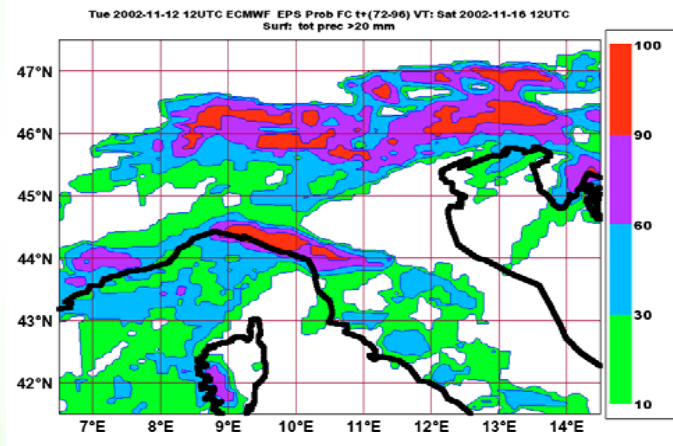 Tue 2002-11-12 12UTC ECMWF EPS Prob FC t+(72-96) VT: Sat 2002-11-16 12UTC
Surf: tot prec >20 mm
100
47°N
46°N
90
45°N
60
44°N
43°N
30
42°N
10
7°E 8°E 9°E 10°E 11°E 12°E 13°E 14°E